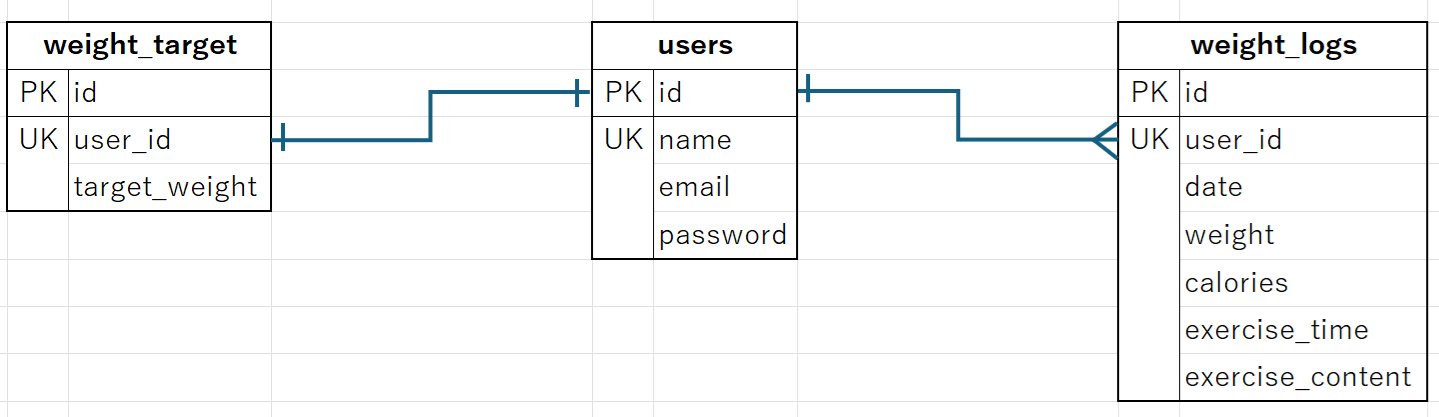 weight_target
PK id
UK user_id
target_weight
users
PK id
UK name
email
password
weight_logs
PK id
UK user_id
date
weight
calories
exercise_time
exercise_content